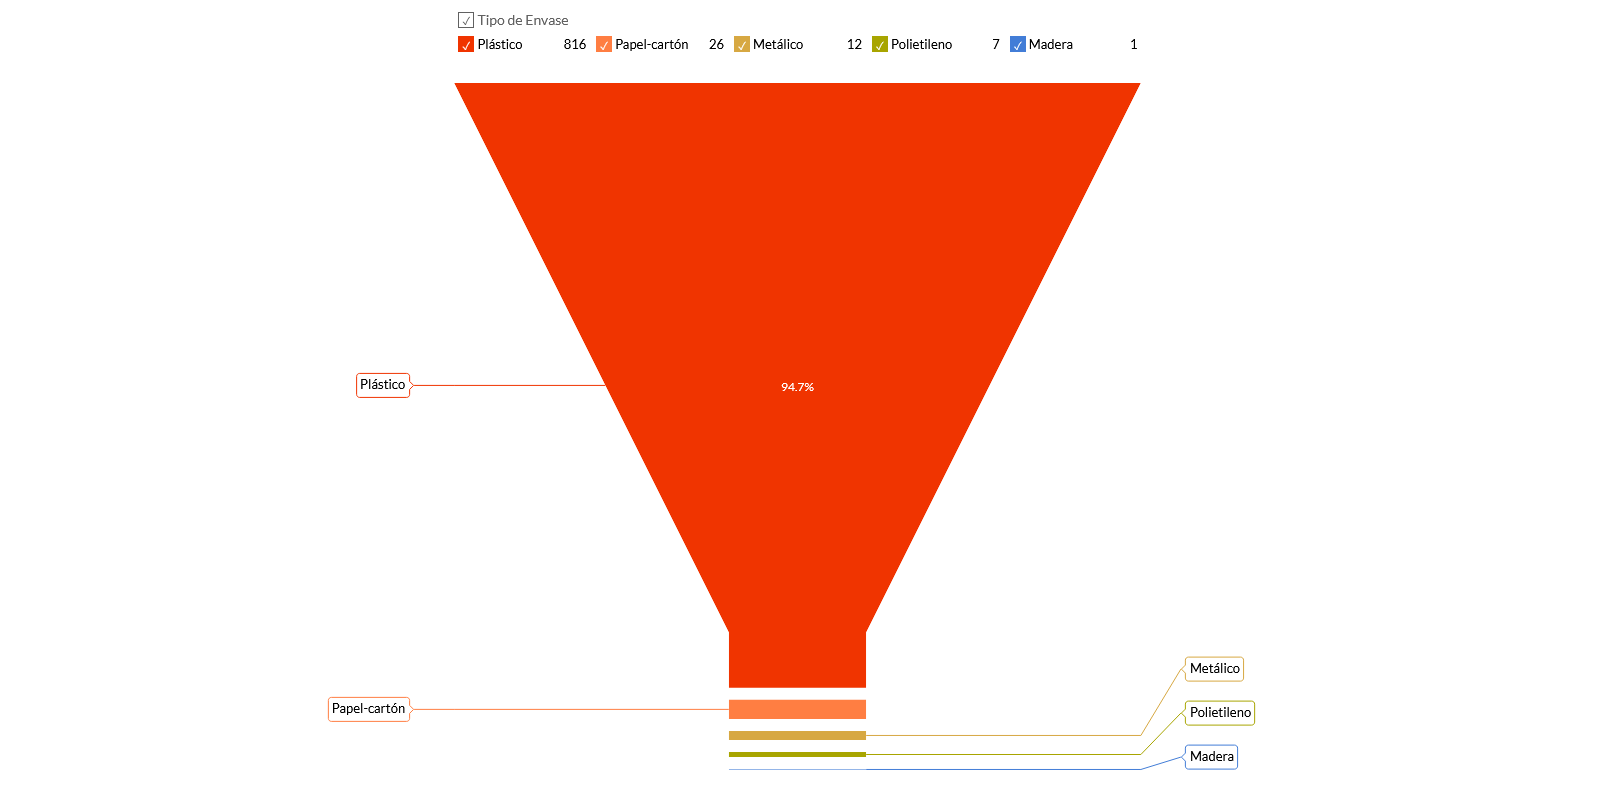 Tipo de Envase
Plástico 816 Papel-cartón 26 Metálico 12 Polietileno 7 Madera 1
Plástico
94.7%
Metálico
Papel-cartón
Polietileno
Madera